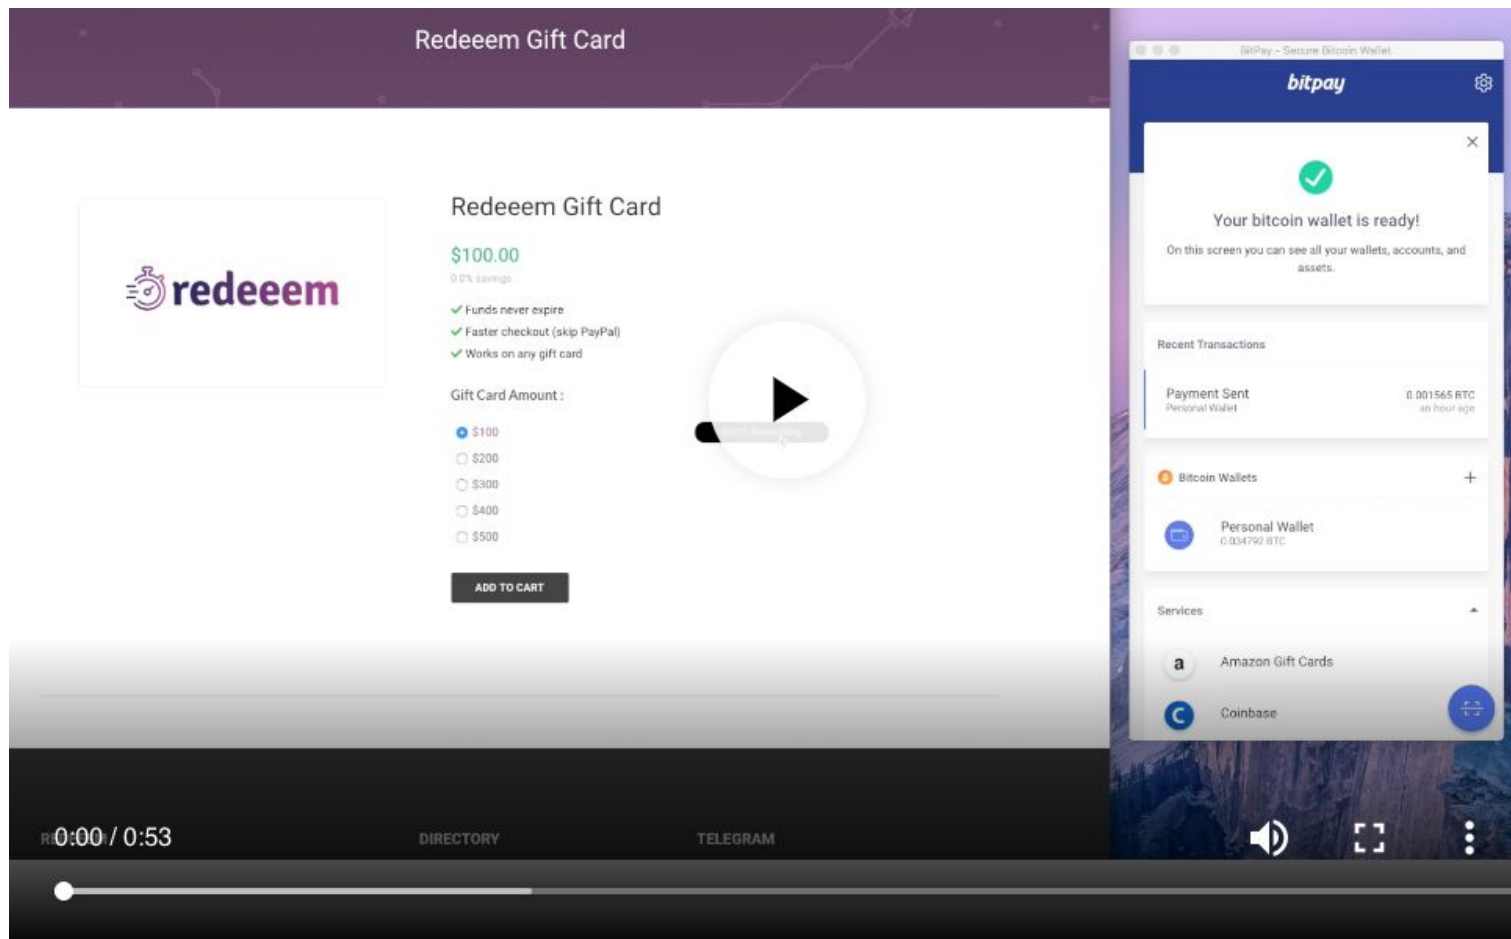 Redeeem Gift Card
redeeem
Redeeem Gift Card
$100.00
0.0% savings
Funds never expire
Faster checkout (skip PayPal)
Works on any gift card
Gift Card Amount :
$100
$200
$300
$400
$500
ADD TO CART
DIRECTORY
TELEGRAM
0:00 / 0:53
BitPay - Secure Bitcoin Wallet
bitpay
Your bitcoin wallet is ready!
On this screen you can see all your wallets, accounts, and
assets.
Recent Transactions
Payment Sent
0.001565 BTC
Personal Wallet
an hour ago
Bitcoin Wallets
Personal Wallet
0.034792 BTC
Services
a
Amazon Gift Cards
C
Coinbase